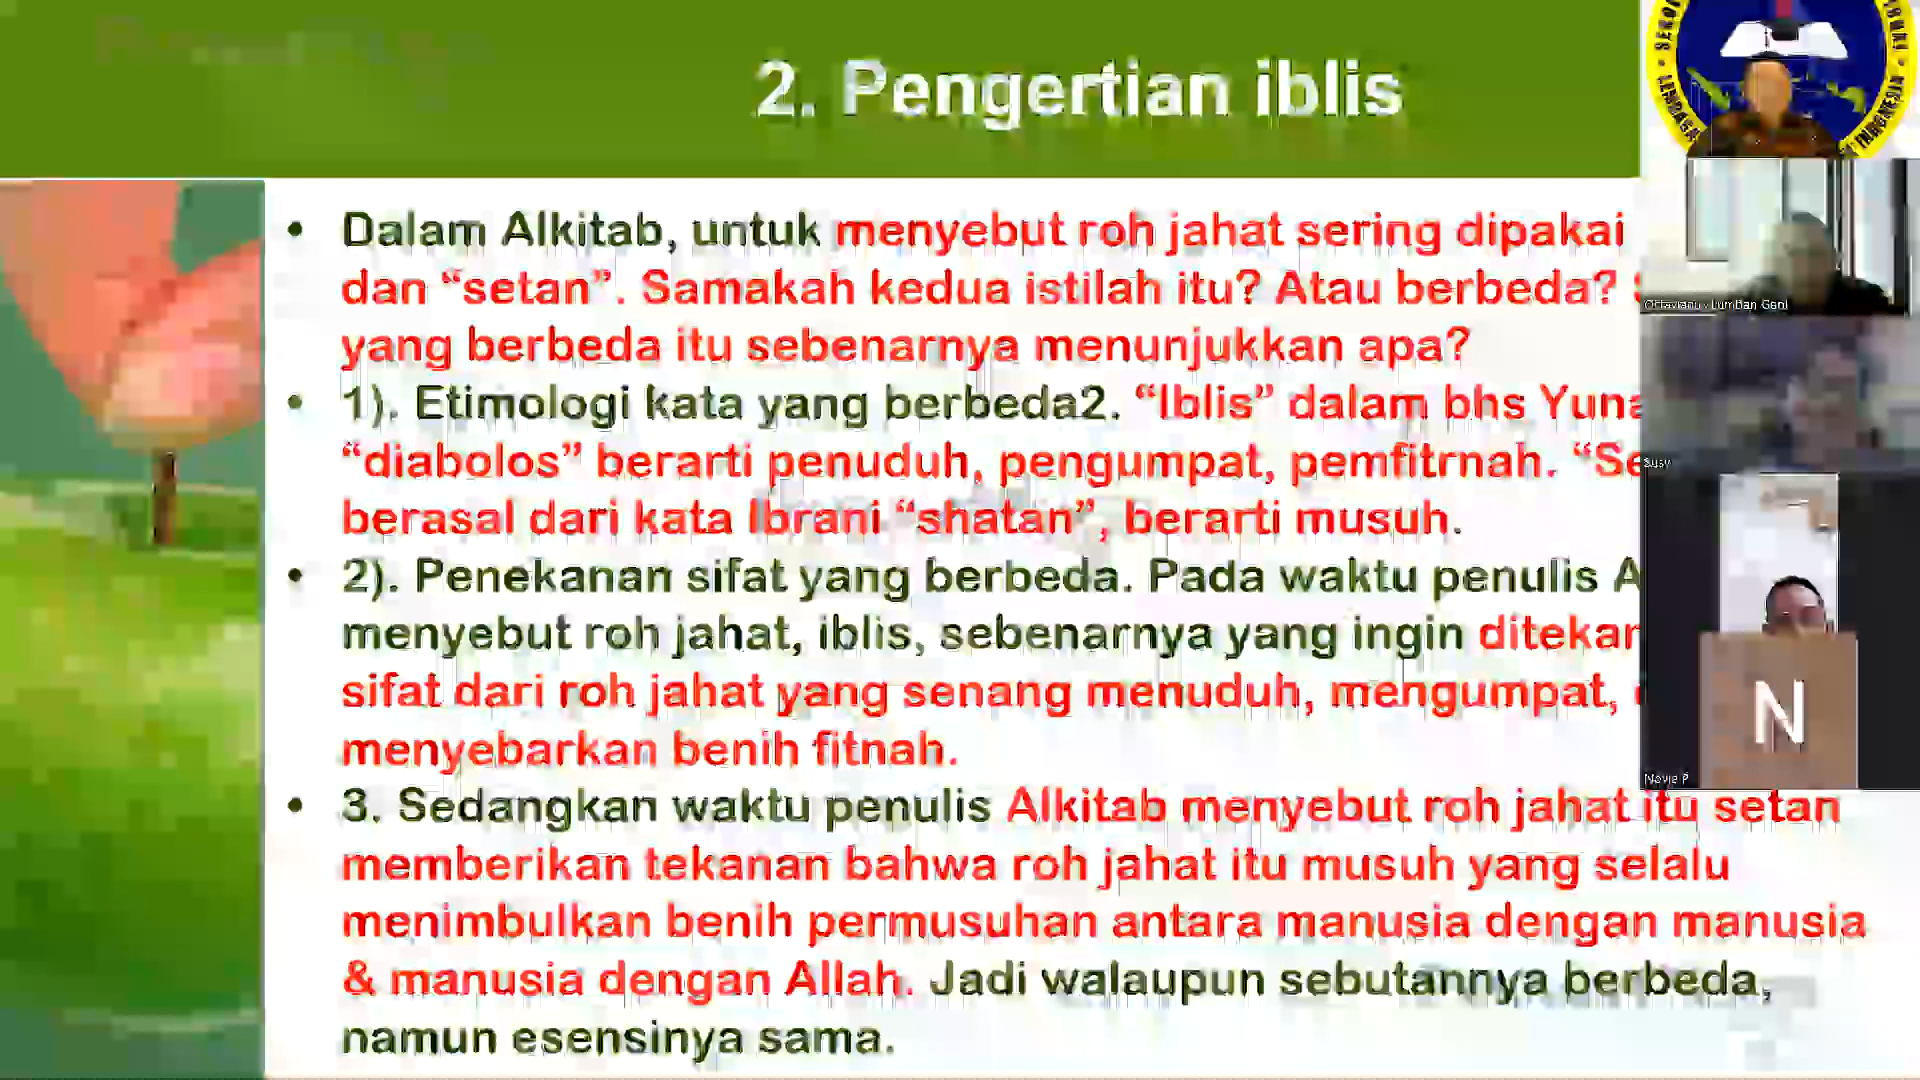 2. Pengertian iblis
• Dalam Alkitab, untuk menyebut roh jahat sering dipakai
dan “setan”. Samakah kedua istilah itu? Atau berbeda?
yang berbeda itu sebenarnya menunjukkan apa?
• 1). Etimologi kata yang berbeda2. “Iblis” dalam bhs Yuna
“diabolos” berarti penuduh, pengumpat, pemfitrnah. “Se
berasal dari kata Ibrani “shatan”, berarti musuh.
• 2). Penekanan sifat yang berbeda. Pada waktu penulis A
menyebut roh jahat, iblis, sebenarnya yang ingin ditekan
sifat dari roh jahat yang senang menuduh, mengumpat,
menyebarkan benih fitnah.
• 3. Sedangkan waktu penulis Alkitab menyebut roh jahat itu setan
memberikan tekanan bahwa roh jahat itu musuh yang selalu
menimbulkan benih permusuhan antara manusia dengan manusia
& manusia dengan Allah. Jadi walaupun sebutannya berbeda,
namun esensinya sama.
LEMBAGA
INDONESIA
Lumban Gaol
Susy
N
Novie P